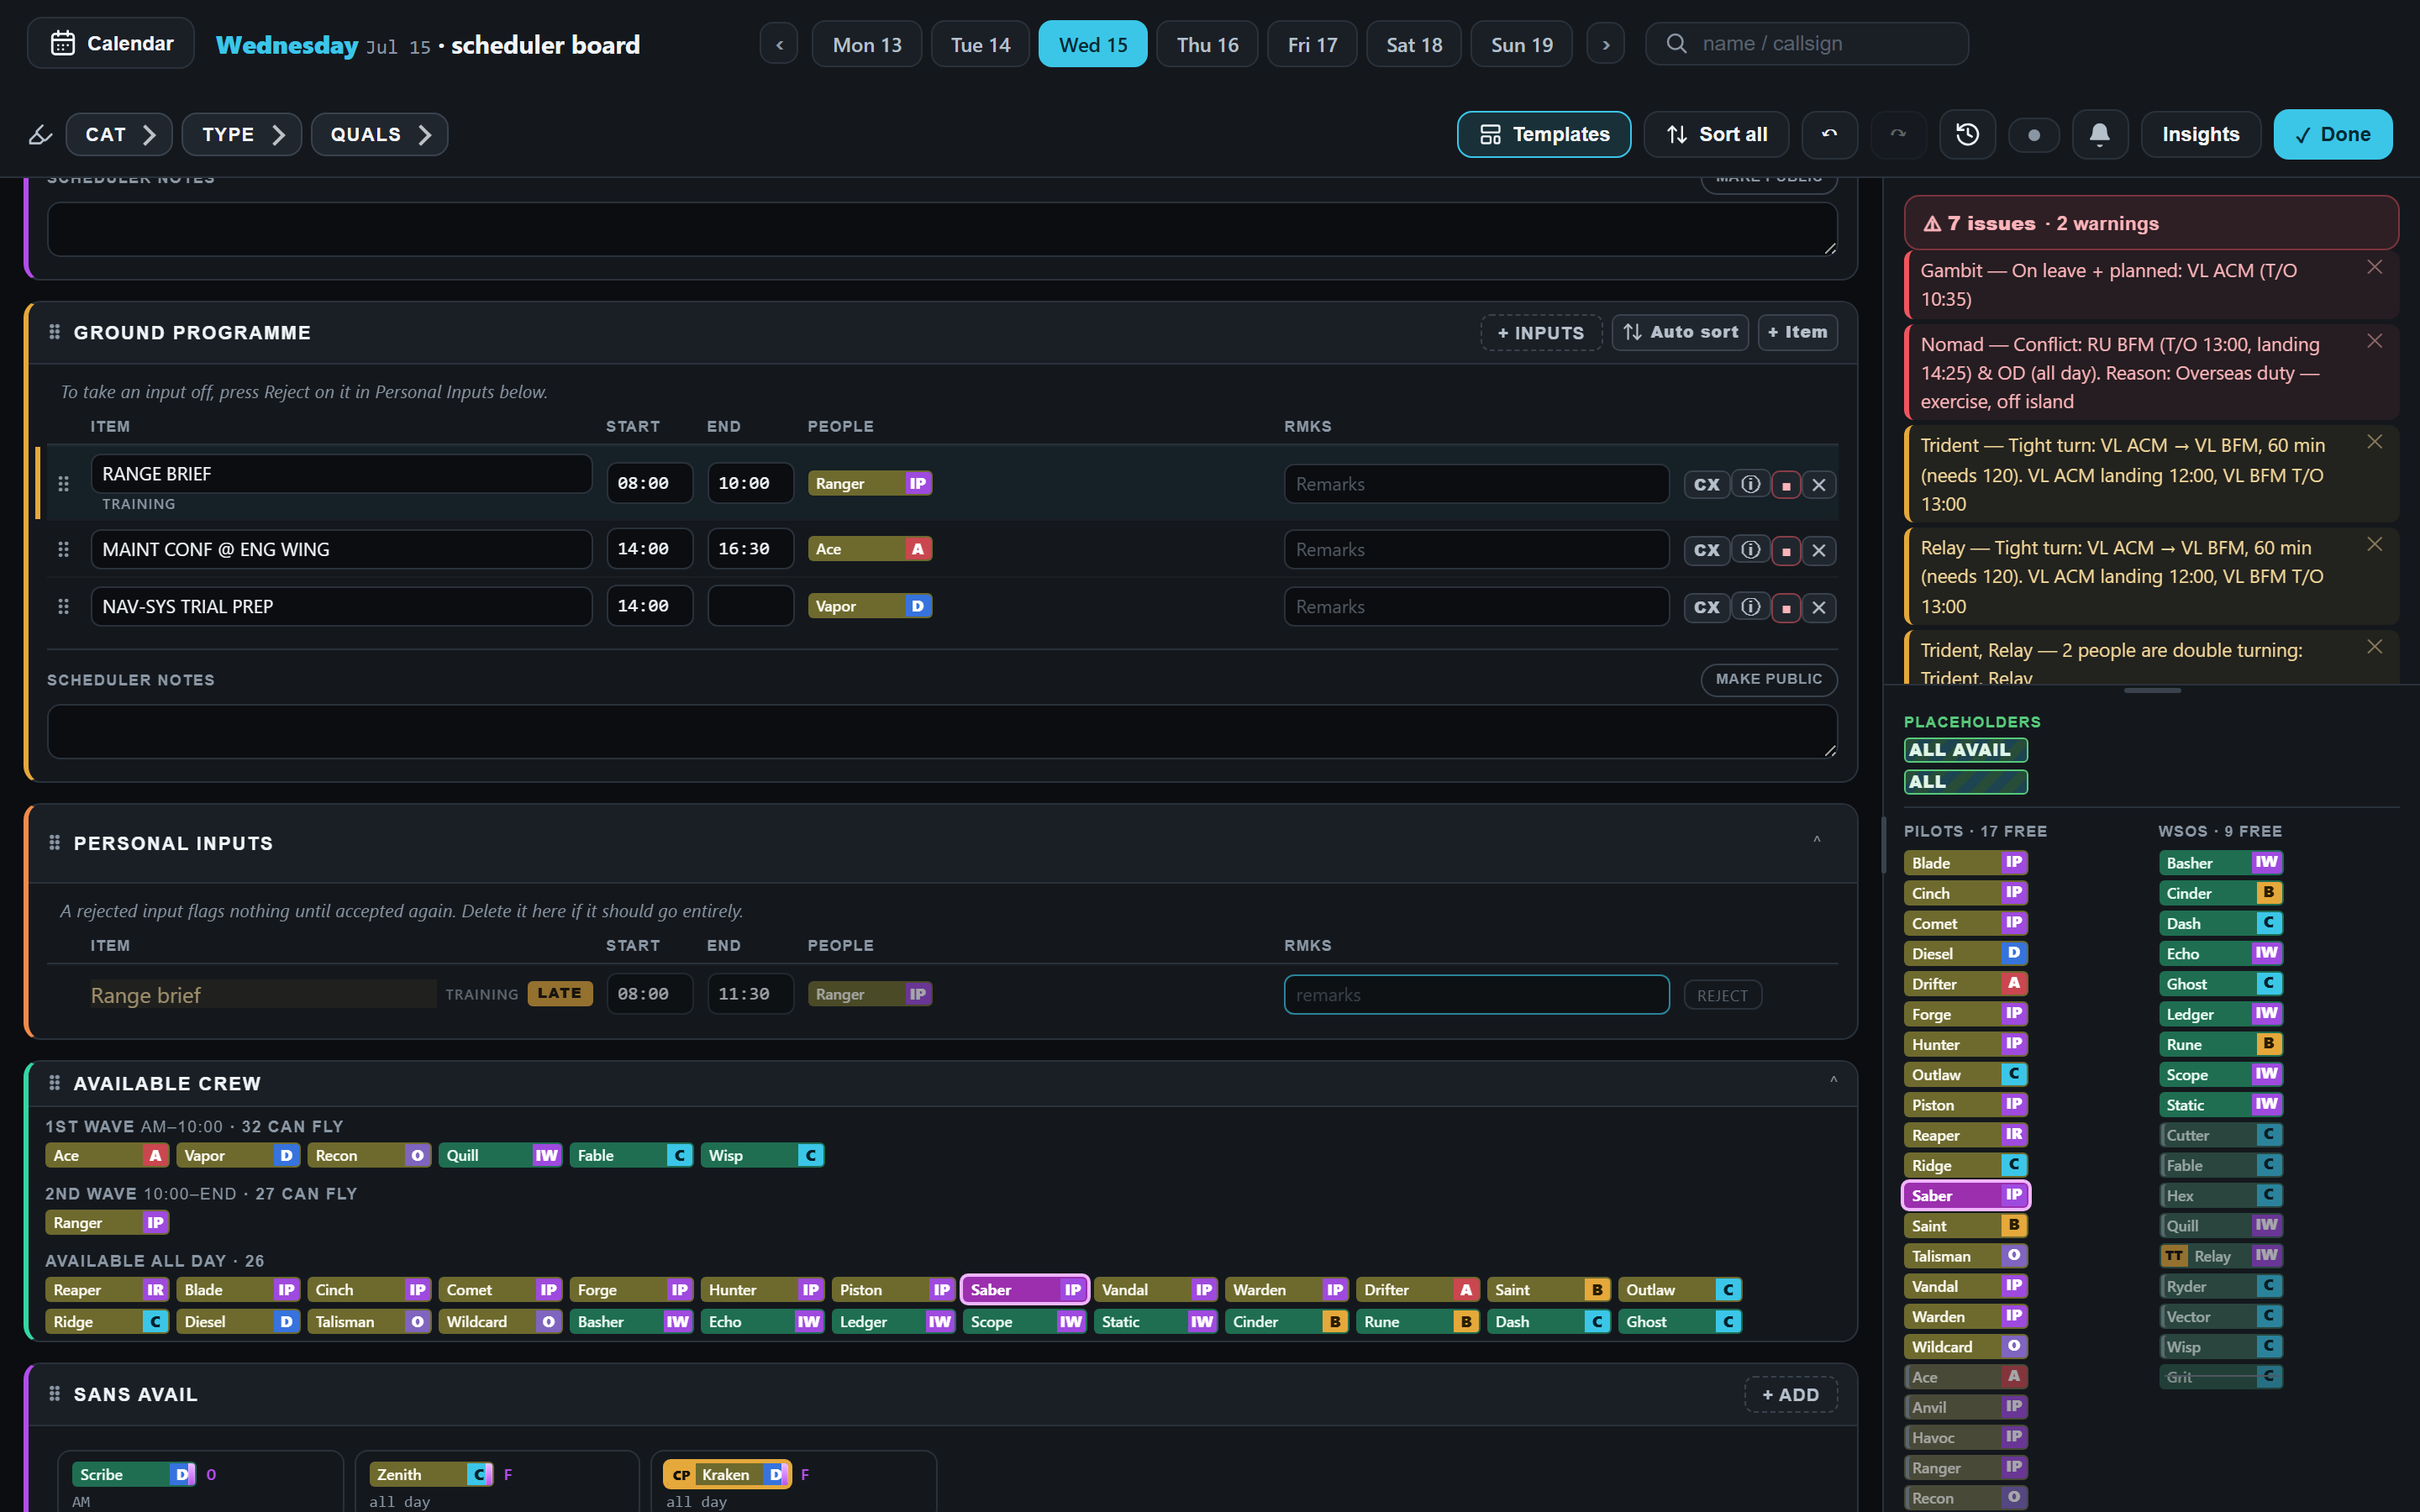 Calendar
Wednesday Jul 15 · scheduler board
‹ Mon 13 Tue 14 Wed 15 Thu 16 Fri 17 Sat 18 Sun 19 ›
name / callsign
CAT TYPE QUALS
Templates Sort all Insights ✓ Done
SCHEDULER NOTES
MAKE PUBLIC
GROUND PROGRAMME
+ INPUTS Auto sort + Item
To take an input off, press Reject on it in Personal Inputs below.
ITEM START END PEOPLE RMKS
RANGE BRIEF 08:00 10:00 Ranger IP Remarks CX
TRAINING
MAINT CONF @ ENG WING 14:00 16:30 Ace A Remarks CX
NAV-SYS TRIAL PREP 14:00 Vapor D Remarks CX
SCHEDULER NOTES
MAKE PUBLIC
PERSONAL INPUTS
A rejected input flags nothing until accepted again. Delete it here if it should go entirely.
ITEM START END PEOPLE RMKS
Range brief TRAINING LATE 08:00 11:30 Ranger IP remarks REJECT
AVAILABLE CREW
1ST WAVE AM–10:00 · 32 CAN FLY
Ace A Vapor D Recon O Quill IW Fable C Wisp C
2ND WAVE 10:00–END · 27 CAN FLY
Ranger IP
AVAILABLE ALL DAY · 26
Reaper IR Blade IP Cinch IP Comet IP Forge IP Hunter IP Piston IP Saber IP Vandal IP Warden IP Drifter A Saint B Outlaw C
Ridge C Diesel D Talisman O Wildcard O Basher IW Echo IW Ledger IW Scope IW Static IW Cinder B Rune B Dash C Ghost C
SANS AVAIL
+ ADD
Scribe D O
AM
Zenith C F
all day
CP Kraken D F
all day
⚠ 7 issues · 2 warnings
Gambit — On leave + planned: VL ACM (T/O
10:35)
Nomad — Conflict: RU BFM (T/O 13:00, landing
14:25) & OD (all day). Reason: Overseas duty —
exercise, off island
Trident — Tight turn: VL ACM → VL BFM, 60 min
(needs 120). VL ACM landing 12:00, VL BFM T/O
13:00
Relay — Tight turn: VL ACM → VL BFM, 60 min
(needs 120). VL ACM landing 12:00, VL BFM T/O
13:00
Trident, Relay — 2 people are double turning:
Trident, Relay
PLACEHOLDERS
ALL AVAIL
ALL
PILOTS · 17 FREE
Blade IP
Cinch IP
Comet IP
Diesel D
Drifter A
Forge IP
Hunter IP
Outlaw C
Piston IP
Reaper IR
Ridge C
Saber IP
Saint B
Talisman O
Vandal IP
Warden IP
Wildcard O
Ace A
Anvil IP
Havoc IP
Ranger IP
Recon O
WSOS · 9 FREE
Basher IW
Cinder B
Dash C
Echo IW
Ghost C
Ledger IW
Rune B
Scope IW
Static IW
Cutter C
Fable C
Hex C
Quill IW
TT Relay IW
Ryder C
Vector C
Wisp C
Grit C